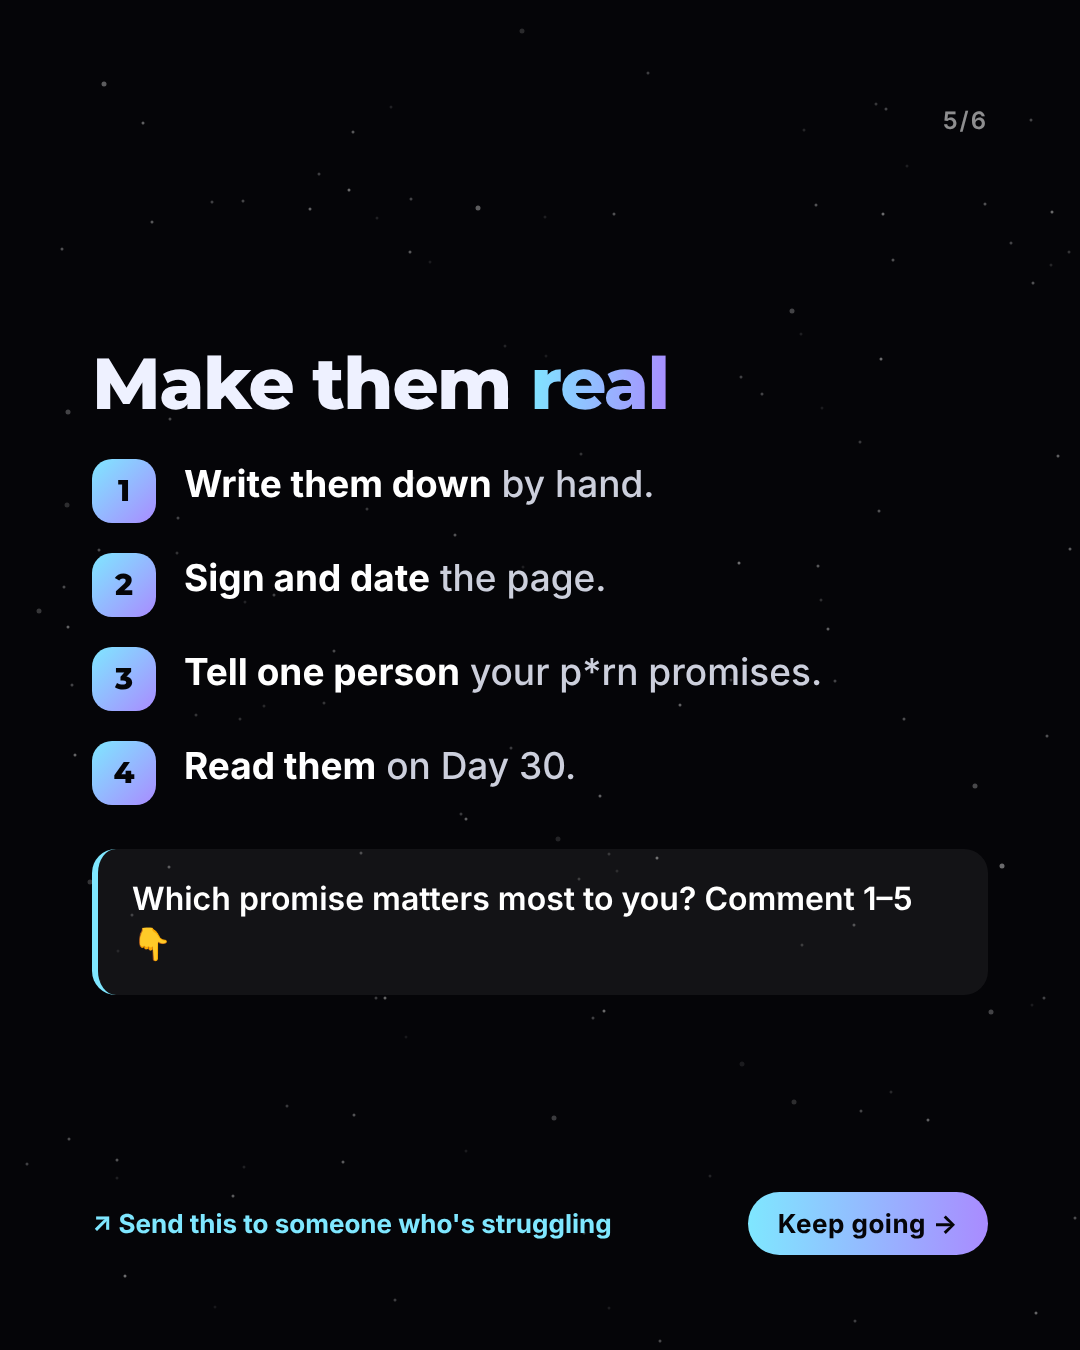 5/6
Make them real
1 Write them down by hand.
2 Sign and date the page.
3 Tell one person your p*rn promises.
4 Read them on Day 30.
Which promise matters most to you? Comment 1–5
👇
↗ Send this to someone who's struggling
Keep going →